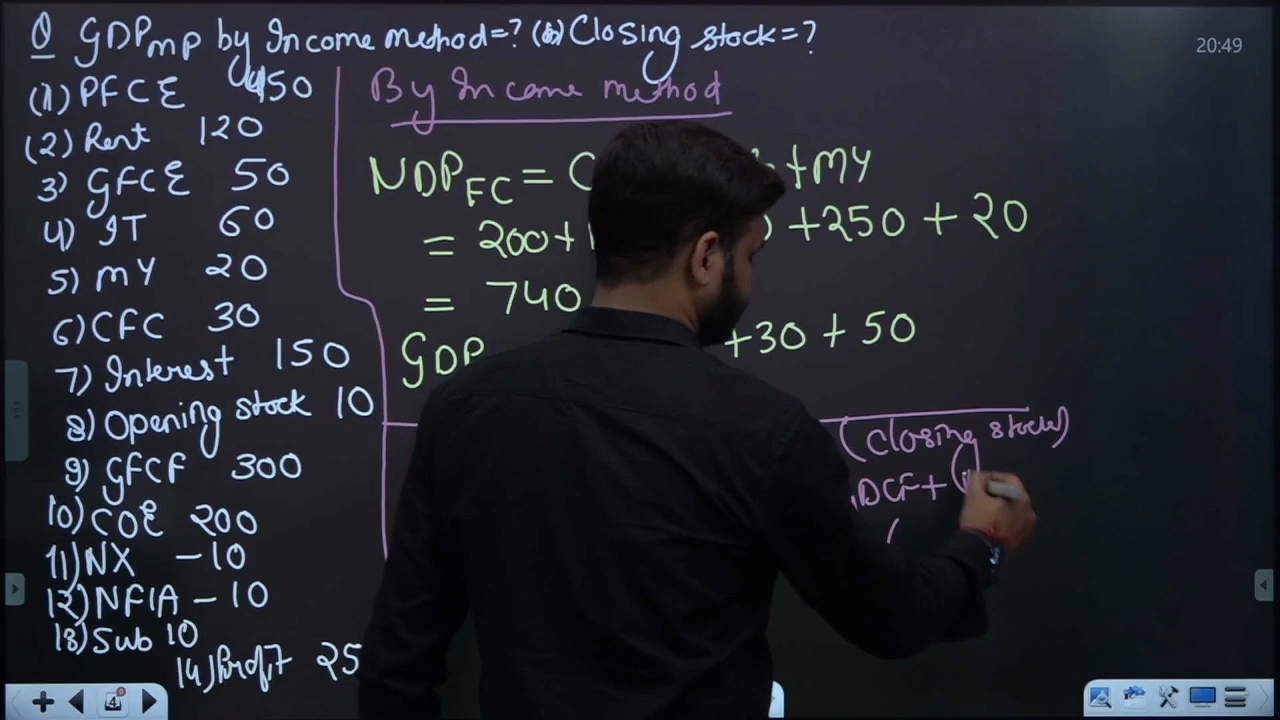 Q GDPMP by Income method=? (b) Closing stock=?
20:49
(1) PFCE 450
(2) Rent 120
3) GFCE 50
4) IT 60
5) MY 20
6) CFC 30
7) Interest 150
8) Opening stock 10
9) GFCF 300
10) COE 200
11) NX -10
12) NFIA -10
13) Sub 10
14) Profit 25
By Income method
NDPFC = C +MY
= 200+ +250 + 20
= 740
GDP +30 + 50
(Closing stock)
DCF + (
4